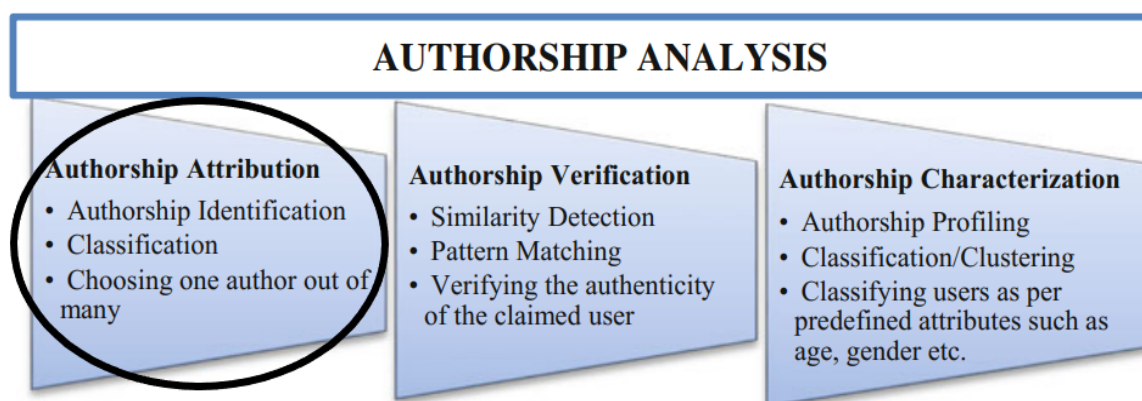 AUTHORSHIP ANALYSIS
Authorship Attribution
• Authorship Identification
• Classification
• Choosing one author out of
many
Authorship Verification
• Similarity Detection
• Pattern Matching
• Verifying the authenticity
of the claimed user
Authorship Characterization
• Authorship Profiling
• Classification/Clustering
• Classifying users as per
predefined attributes such as
age, gender etc.